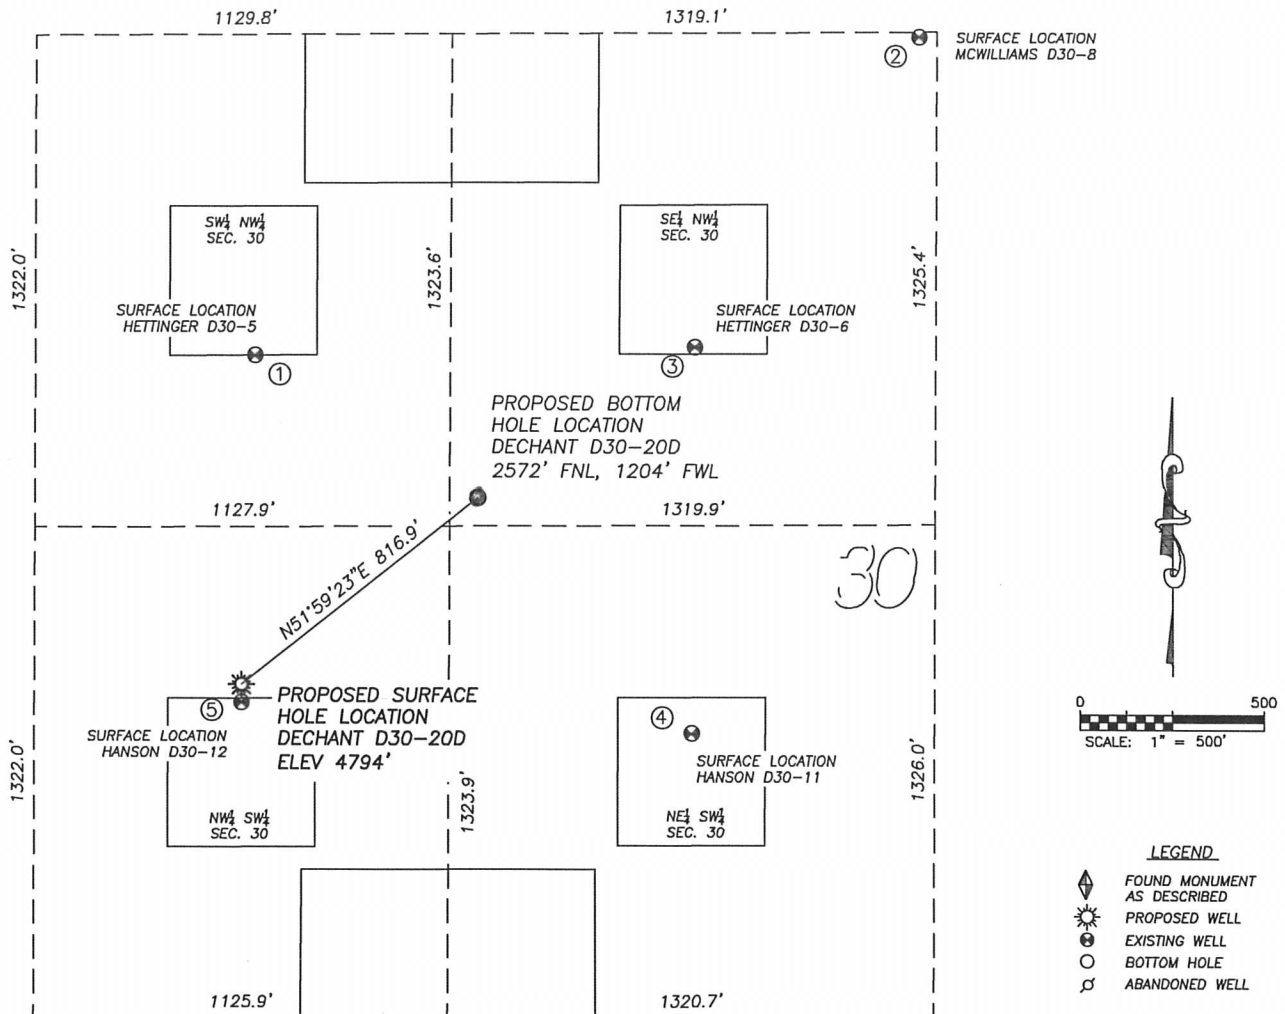 1129.8'
1319.1'
SURFACE LOCATION
MCWILLIAMS D30-8
②
SW¼ NW¼
SEC. 30
SE¼ NW¼
SEC. 30
1322.0'
1323.6'
1325.4'
SURFACE LOCATION
HETTINGER D30-5
①
SURFACE LOCATION
HETTINGER D30-6
③
PROPOSED BOTTOM
HOLE LOCATION
DECHANT D30-20D
2572' FNL, 1204' FWL
1127.9'
1319.9'
N51°59'23"E 816.9'
30
⑤
SURFACE LOCATION
HANSON D30-12
PROPOSED SURFACE
HOLE LOCATION
DECHANT D30-20D
ELEV 4794'
④
SURFACE LOCATION
HANSON D30-11
0 500
SCALE: 1" = 500'
1322.0'
1323.9'
1326.0'
NW¼ SW¼
SEC. 30
NE¼ SW¼
SEC. 30
1125.9'
1320.7'
LEGEND
FOUND MONUMENT
AS DESCRIBED
PROPOSED WELL
EXISTING WELL
BOTTOM HOLE
ABANDONED WELL